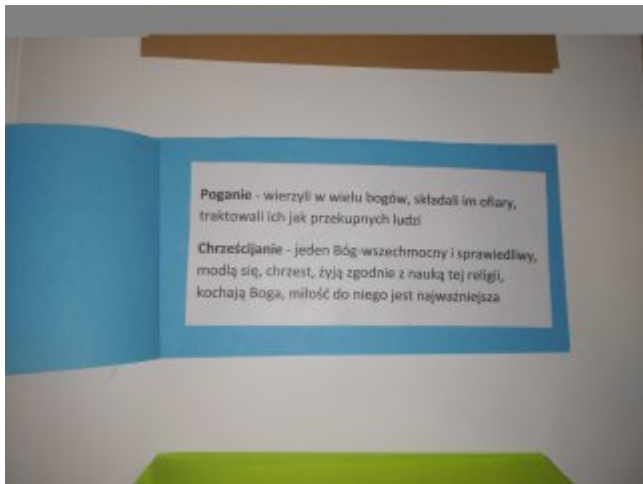 Poganie - wierzyli w wielu bogów, składali im ofiary,
traktowali ich jak przekupnych ludzi
Chrześcijanie - jeden Bóg-wszechmocny i sprawiedliwy,
modlą się, chrzest, żyją zgodnie z nauką tej religii,
kochają Boga, miłość do niego jest najważniejsza